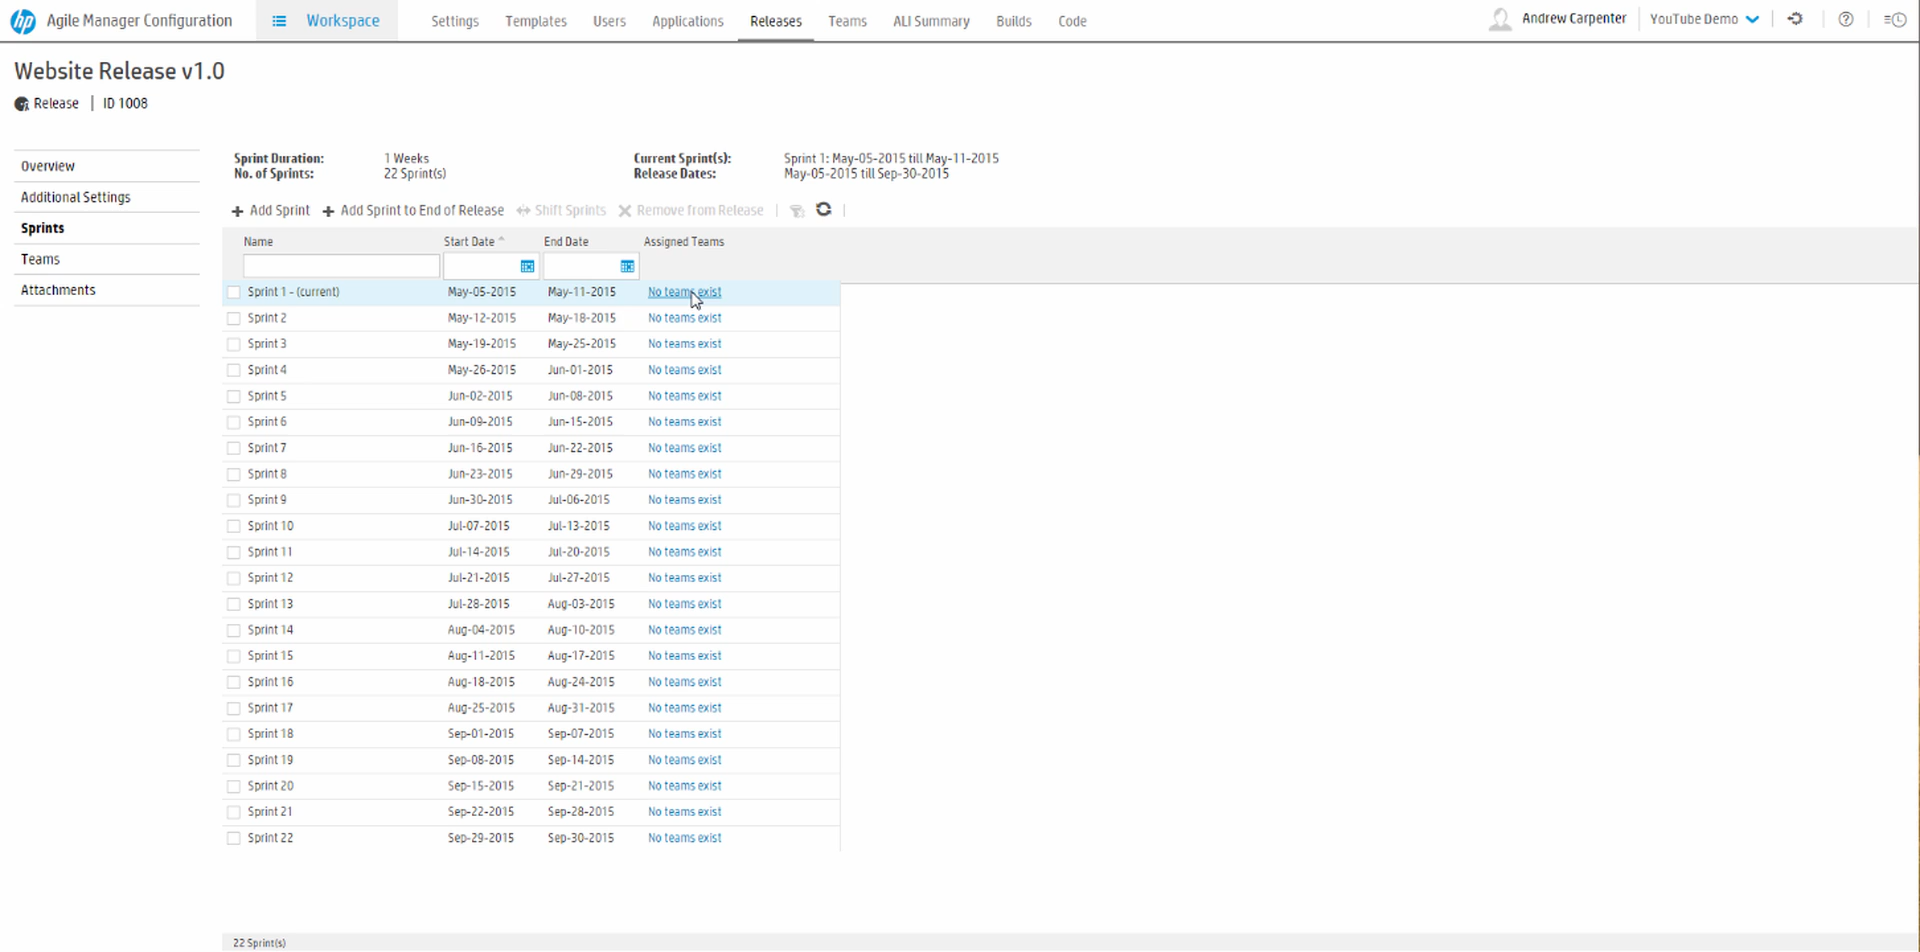 hp Agile Manager Configuration Workspace Settings Templates Users Applications Releases Teams ALI Summary Builds Code Andrew Carpenter YouTube Demo
Website Release v1.0
Release | ID 1008
Overview
Additional Settings
Sprints
Teams
Attachments
Sprint Duration: 1 Weeks Current Sprint(s): Sprint 1: May-05-2015 till May-11-2015
No. of Sprints: 22 Sprint(s) Release Dates: May-05-2015 till Sep-30-2015
+ Add Sprint + Add Sprint to End of Release Shift Sprints Remove from Release
Name Start Date End Date Assigned Teams
Sprint 1 - (current) May-05-2015 May-11-2015 No teams exist
Sprint 2 May-12-2015 May-18-2015 No teams exist
Sprint 3 May-19-2015 May-25-2015 No teams exist
Sprint 4 May-26-2015 Jun-01-2015 No teams exist
Sprint 5 Jun-02-2015 Jun-08-2015 No teams exist
Sprint 6 Jun-09-2015 Jun-15-2015 No teams exist
Sprint 7 Jun-16-2015 Jun-22-2015 No teams exist
Sprint 8 Jun-23-2015 Jun-29-2015 No teams exist
Sprint 9 Jun-30-2015 Jul-06-2015 No teams exist
Sprint 10 Jul-07-2015 Jul-13-2015 No teams exist
Sprint 11 Jul-14-2015 Jul-20-2015 No teams exist
Sprint 12 Jul-21-2015 Jul-27-2015 No teams exist
Sprint 13 Jul-28-2015 Aug-03-2015 No teams exist
Sprint 14 Aug-04-2015 Aug-10-2015 No teams exist
Sprint 15 Aug-11-2015 Aug-17-2015 No teams exist
Sprint 16 Aug-18-2015 Aug-24-2015 No teams exist
Sprint 17 Aug-25-2015 Aug-31-2015 No teams exist
Sprint 18 Sep-01-2015 Sep-07-2015 No teams exist
Sprint 19 Sep-08-2015 Sep-14-2015 No teams exist
Sprint 20 Sep-15-2015 Sep-21-2015 No teams exist
Sprint 21 Sep-22-2015 Sep-28-2015 No teams exist
Sprint 22 Sep-29-2015 Sep-30-2015 No teams exist
22 Sprint(s)